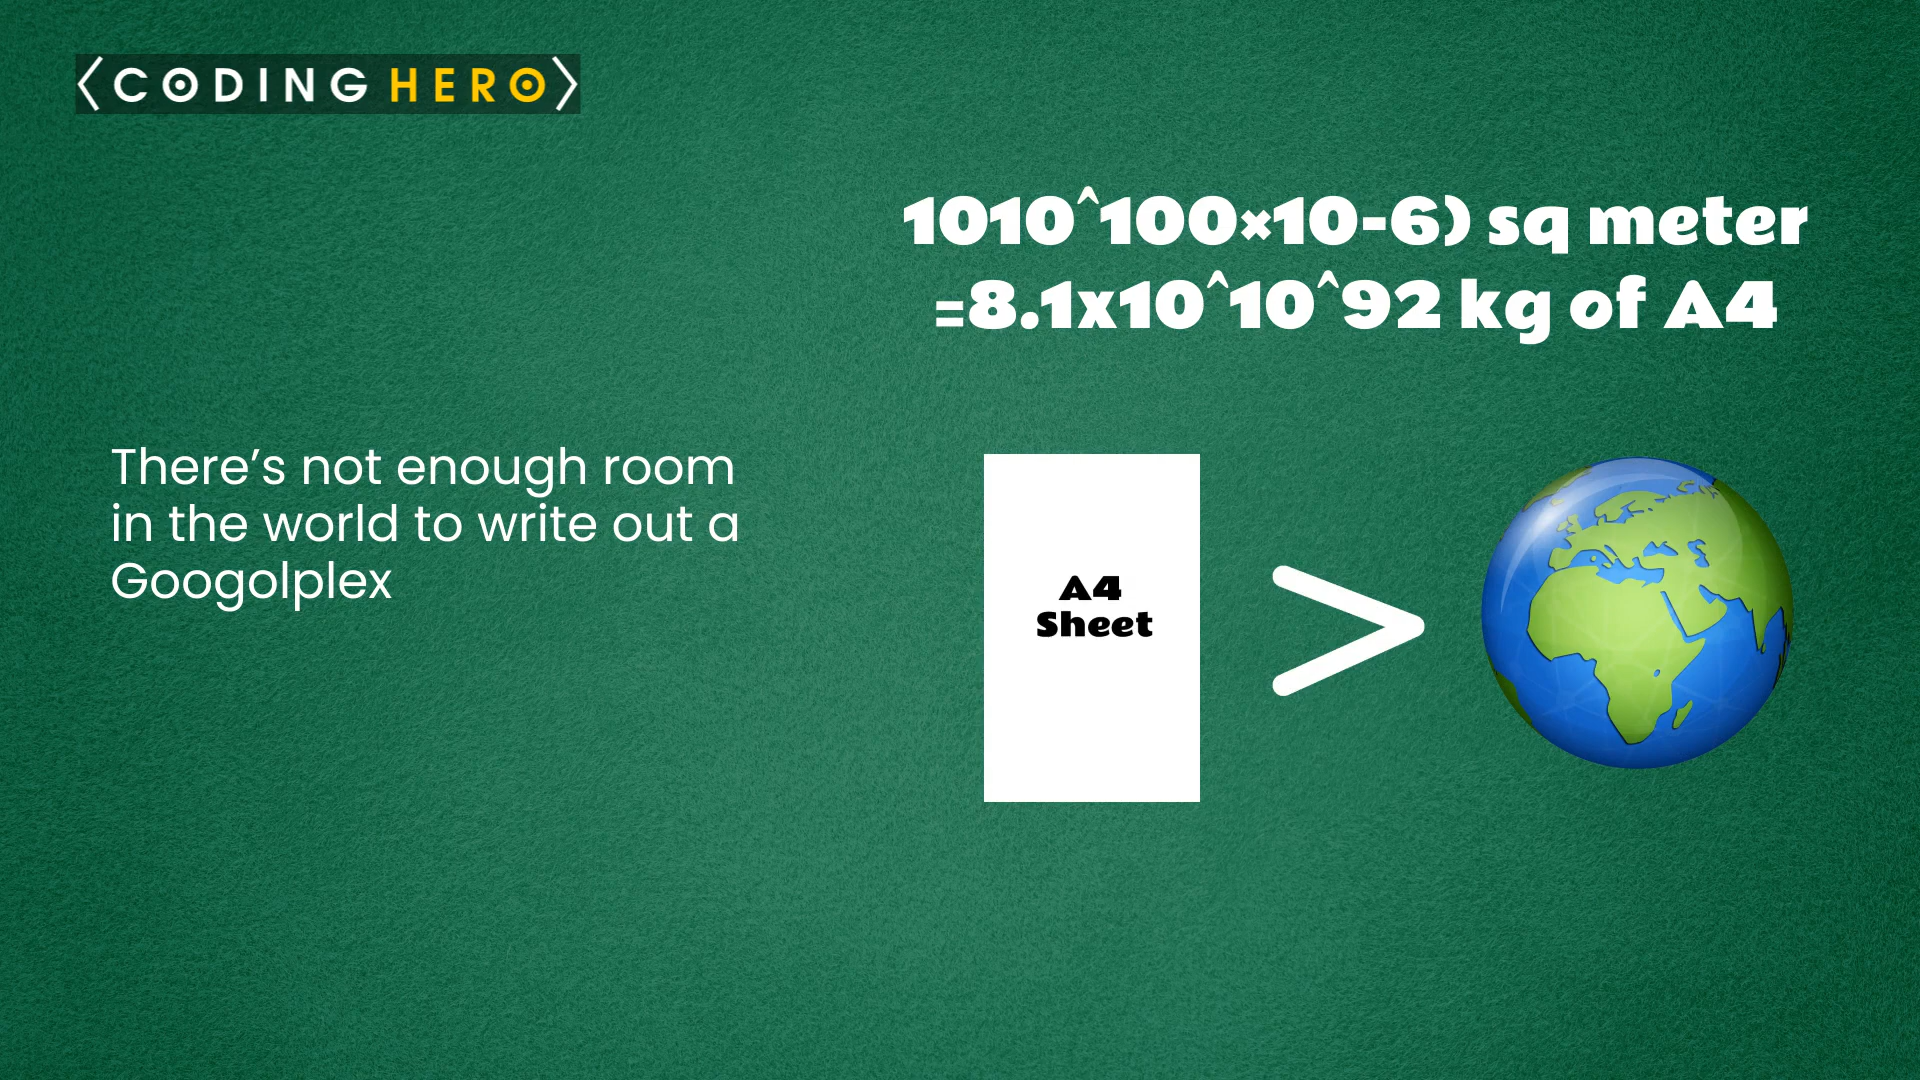 CODING HERO
1010^100×10-6) sq meter
=8.1x10^10^92 kg of A4
There’s not enough room
in the world to write out a
Googolplex
A4
Sheet
>